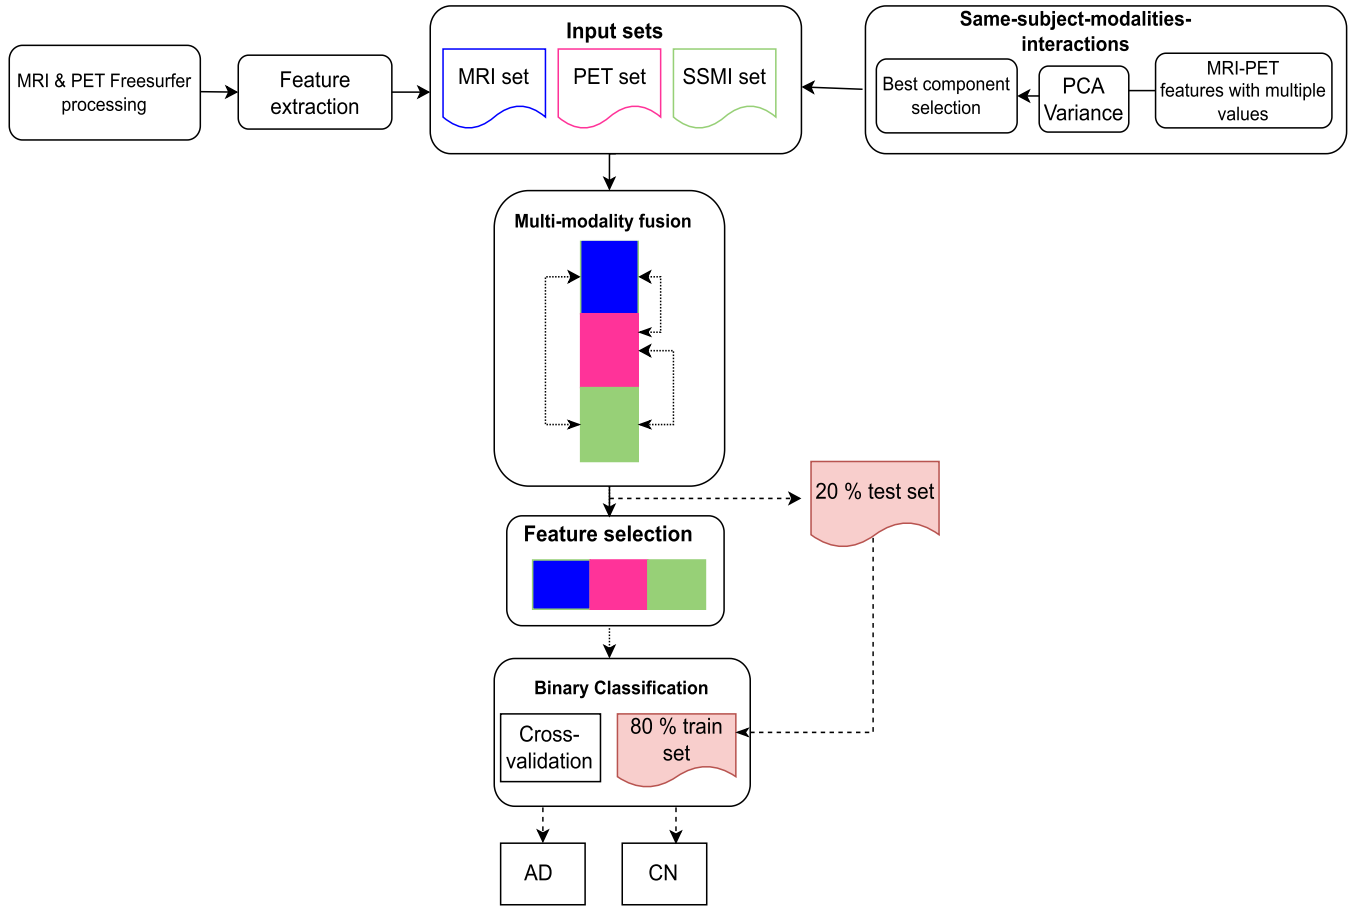 MRI & PET Freesurfer
processing
Feature
extraction
Input sets
MRI set
PET set
SSMI set
Same-subject-modalities-
interactions
Best component
selection
PCA
Variance
MRI-PET
features with multiple
values
Multi-modality fusion
20 % test set
Feature selection
Binary Classification
Cross-
validation
80 % train
set
AD
CN